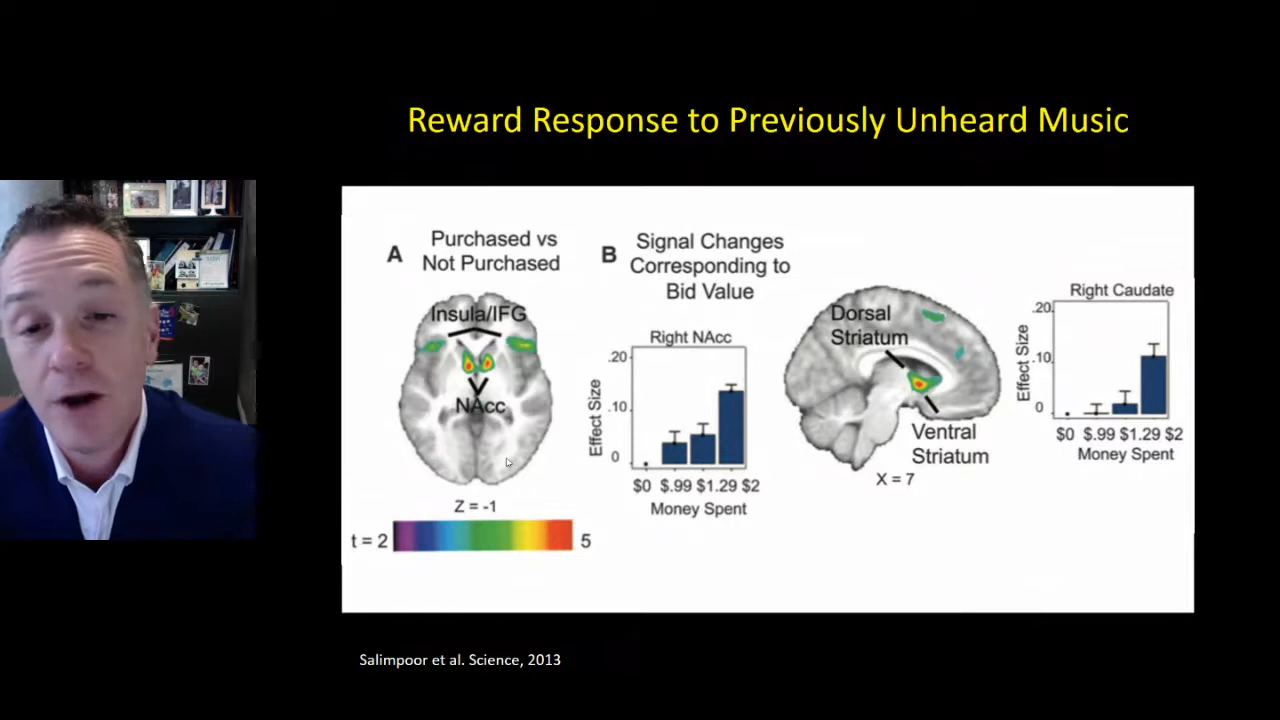 Reward Response to Previously Unheard Music
A
Purchased vs
Not Purchased
Insula/IFG
NAcc
Z = -1
t = 2
5
B
Signal Changes
Corresponding to
Bid Value
Right NAcc
Effect Size
.20
.10
0
$0 $.99 $1.29 $2
Money Spent
Dorsal
Striatum
Ventral
Striatum
X = 7
Right Caudate
Effect Size
.20
.10
0
$0 $.99 $1.29 $2
Money Spent
Salimpoor et al. Science, 2013